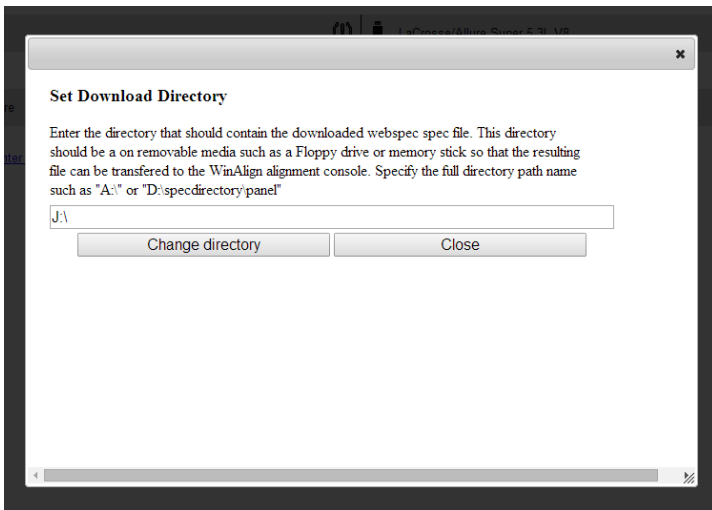 LaCrosse/Allure Super 5.3L V8
Set Download Directory
Enter the directory that should contain the downloaded webspec spec file. This directory
should be a on removable media such as a Floppy drive or memory stick so that the resulting
file can be transfered to the WinAlign alignment console. Specify the full directory path name
such as "A:\" or "D:\specdirectory\panel"
J:\
Change directory Close